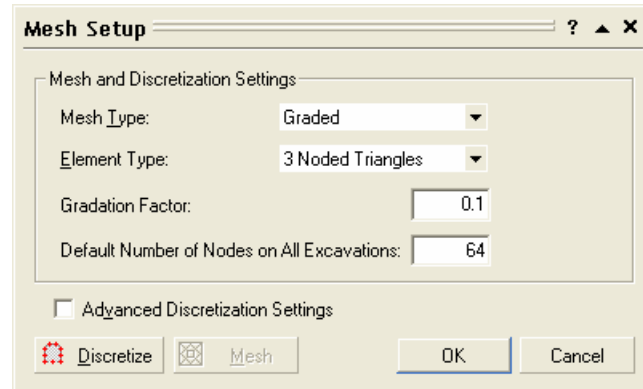 Mesh Setup ?
Mesh and Discretization Settings
Mesh Type: Graded
Element Type: 3 Noded Triangles
Gradation Factor: 0.1
Default Number of Nodes on All Excavations: 64
Advanced Discretization Settings
Discretize Mesh OK Cancel